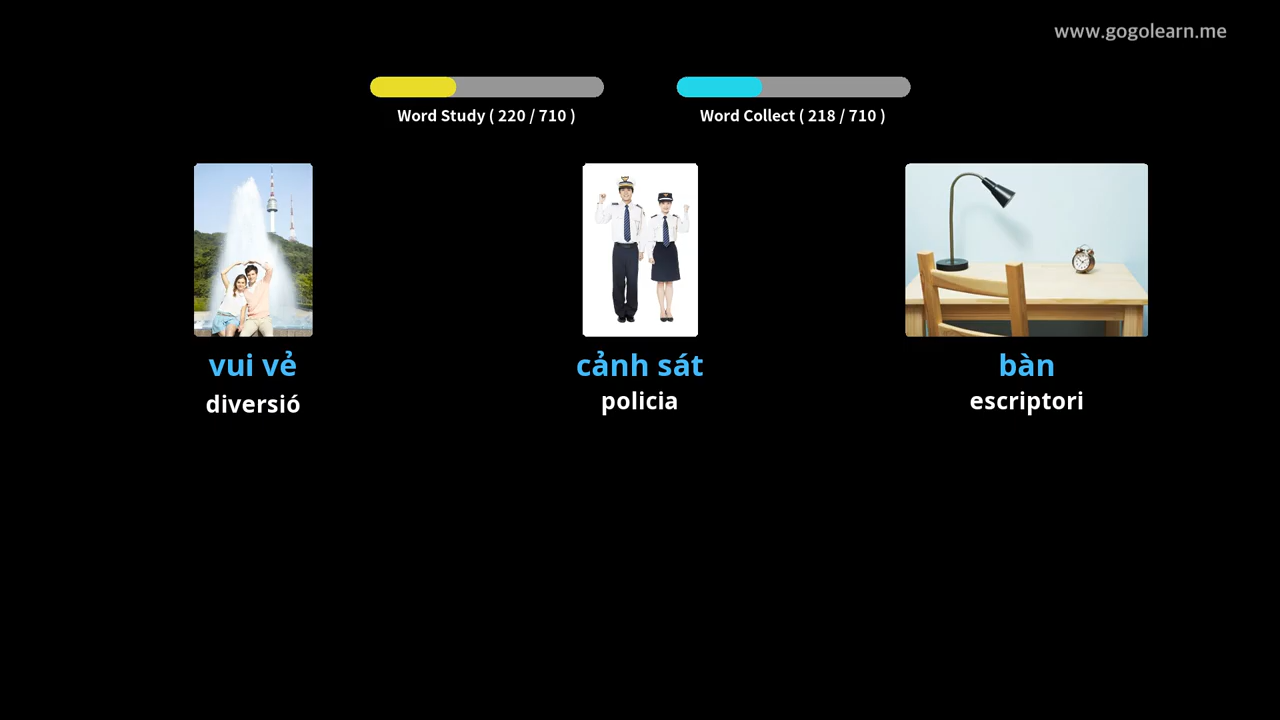 www.gogolearn.me
Word Study ( 220 / 710 )
Word Collect ( 218 / 710 )
vui vẻ
diversió
cảnh sát
policia
bàn
escriptori